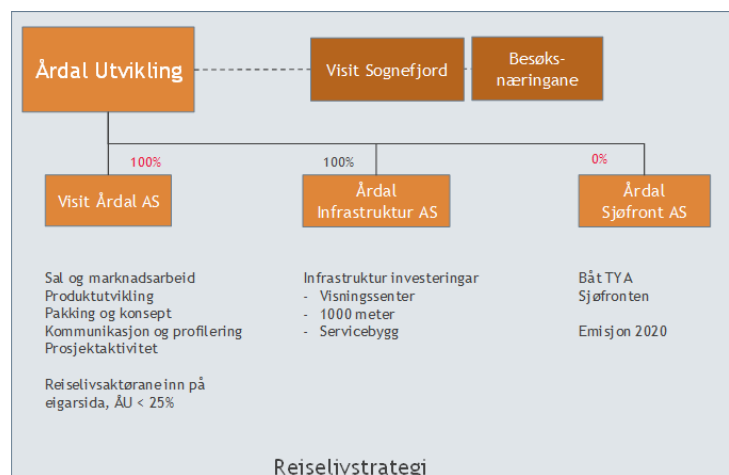 Årdal Utvikling
Visit Sognefjord
Besøks-
næringane
100%
100%
0%
Visit Årdal AS
Årdal
Infrastruktur AS
Årdal
Sjøfront AS
Sal og marknadsarbeid
Produktutvikling
Pakking og konsept
Kommunikasjon og profilering
Prosjektaktivitet
Reiselivsaktørane inn på
eigarsida, ÅU < 25%
Infrastruktur investeringar
- Visningssenter
- 1000 meter
- Servicebygg
Båt TYA
Sjøfronten
Emisjon 2020
Reiselivstrategi